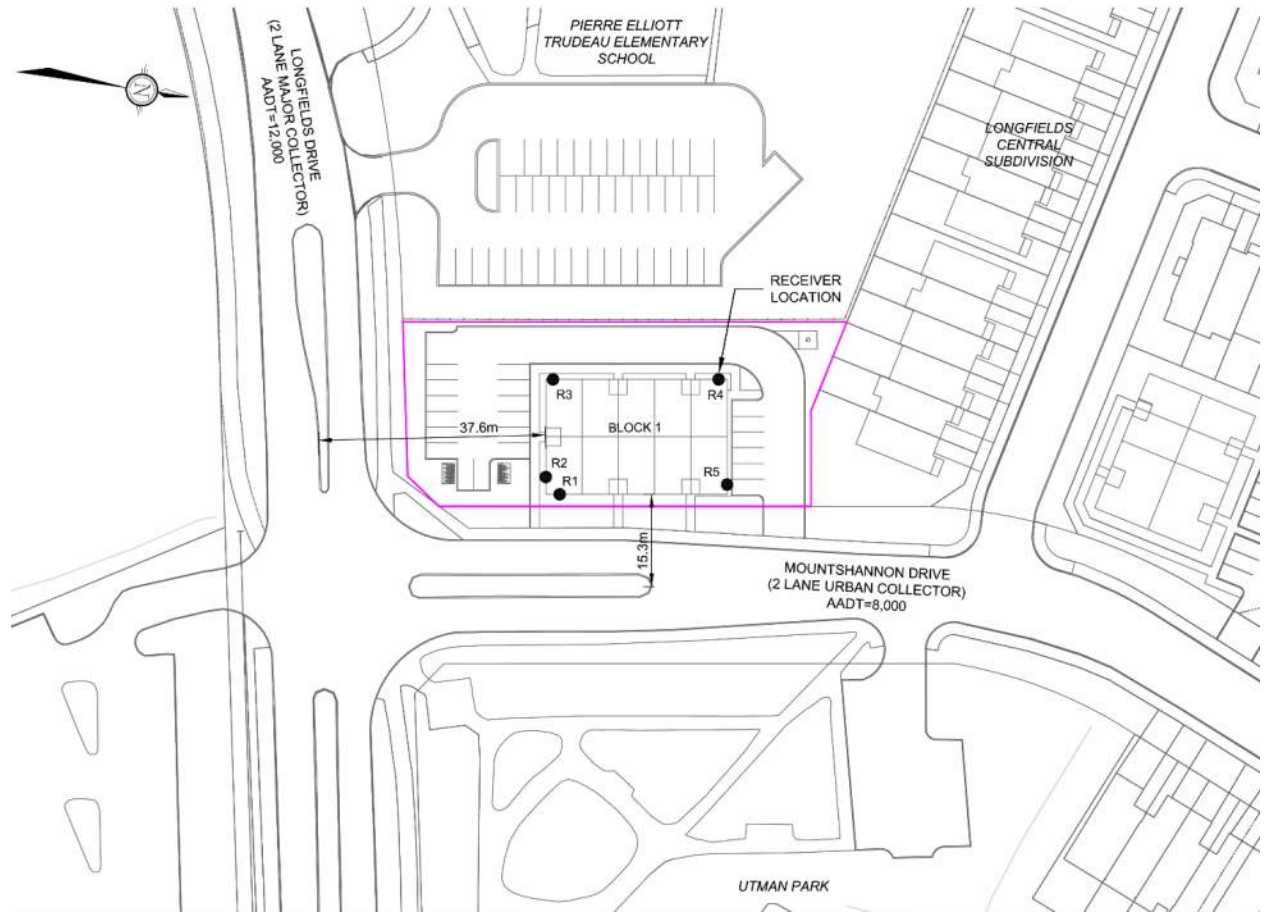 PIERRE ELLIOTT
TRUDEAU ELEMENTARY
SCHOOL
LONGFIELDS DRIVE
(2 LANE MAJOR COLLECTOR)
AADT=12,000
N
LONGFIELDS
CENTRAL
SUBDIVISION
RECEIVER
LOCATION
R3
R4
37.6m
BLOCK 1
R2
R1
R5
15.3m
MOUNTSHANNON DRIVE
(2 LANE URBAN COLLECTOR)
AADT=8,000
UTMAN PARK